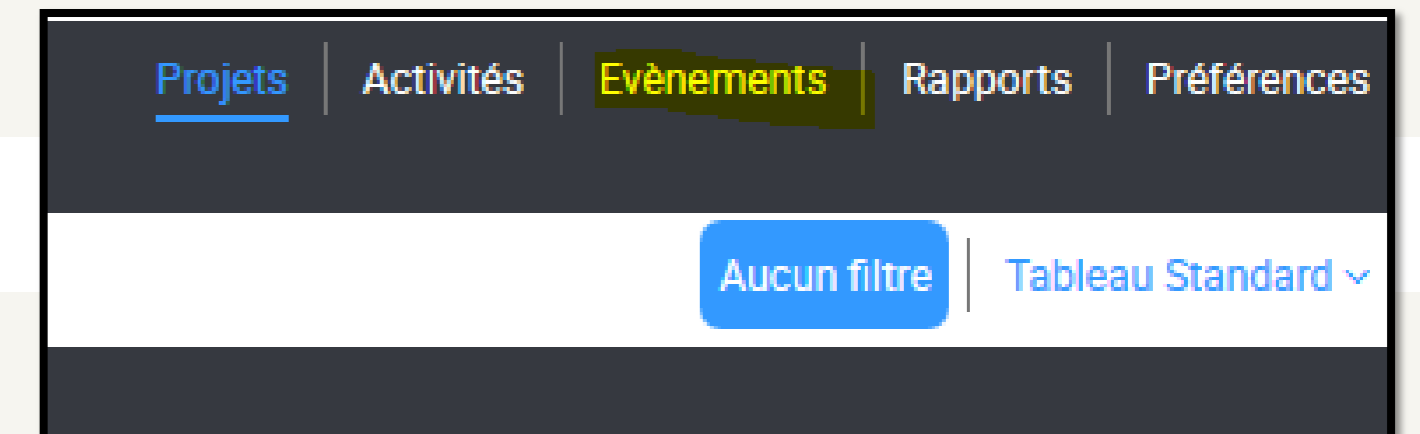 Projets Activités Evènements Rapports Préférences
Aucun filtre Tableau Standard